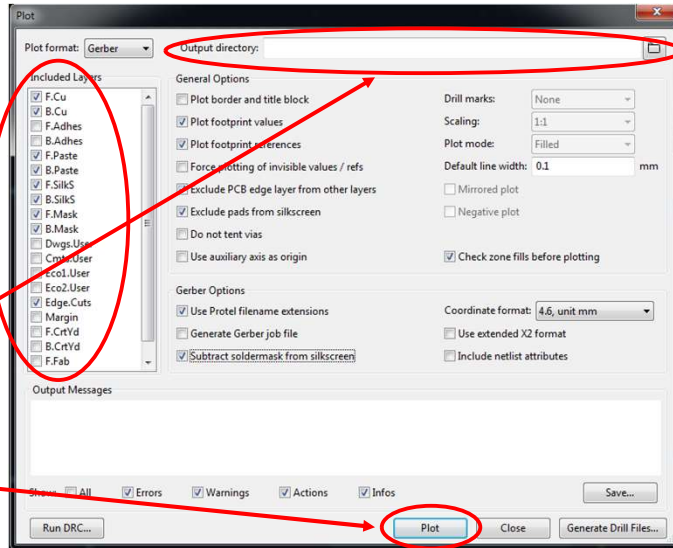 Plot
Plot format: Gerber
Output directory:
Included Layers
F.Cu
B.Cu
F.Adhes
B.Adhes
F.Paste
B.Paste
F.SilkS
B.SilkS
F.Mask
B.Mask
Dwgs.User
Cmts.User
Eco1.User
Eco2.User
Edge.Cuts
Margin
F.CrtYd
B.CrtYd
F.Fab
General Options
Plot border and title block
Plot footprint values
Plot footprint references
Force plotting of invisible values / refs
Exclude PCB edge layer from other layers
Exclude pads from silkscreen
Do not tent vias
Use auxiliary axis as origin
Drill marks: None
Scaling: 1:1
Plot mode: Filled
Default line width: 0.1 mm
Mirrored plot
Negative plot
Check zone fills before plotting
Gerber Options
Use Protel filename extensions
Generate Gerber job file
Subtract soldermask from silkscreen
Coordinate format: 4.6, unit mm
Use extended X2 format
Include netlist attributes
Output Messages
Show: All Errors Warnings Actions Infos Save...
Run DRC... Plot Close Generate Drill Files...